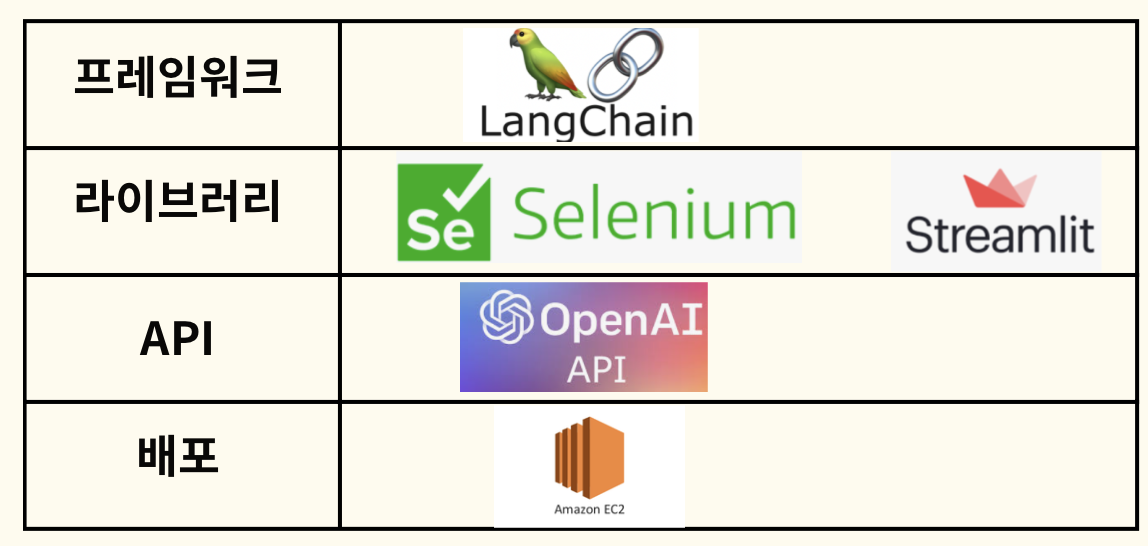 프레임워크
LangChain
라이브러리
Se Selenium
Streamlit
API
OpenAI
API
배포
Amazon EC2